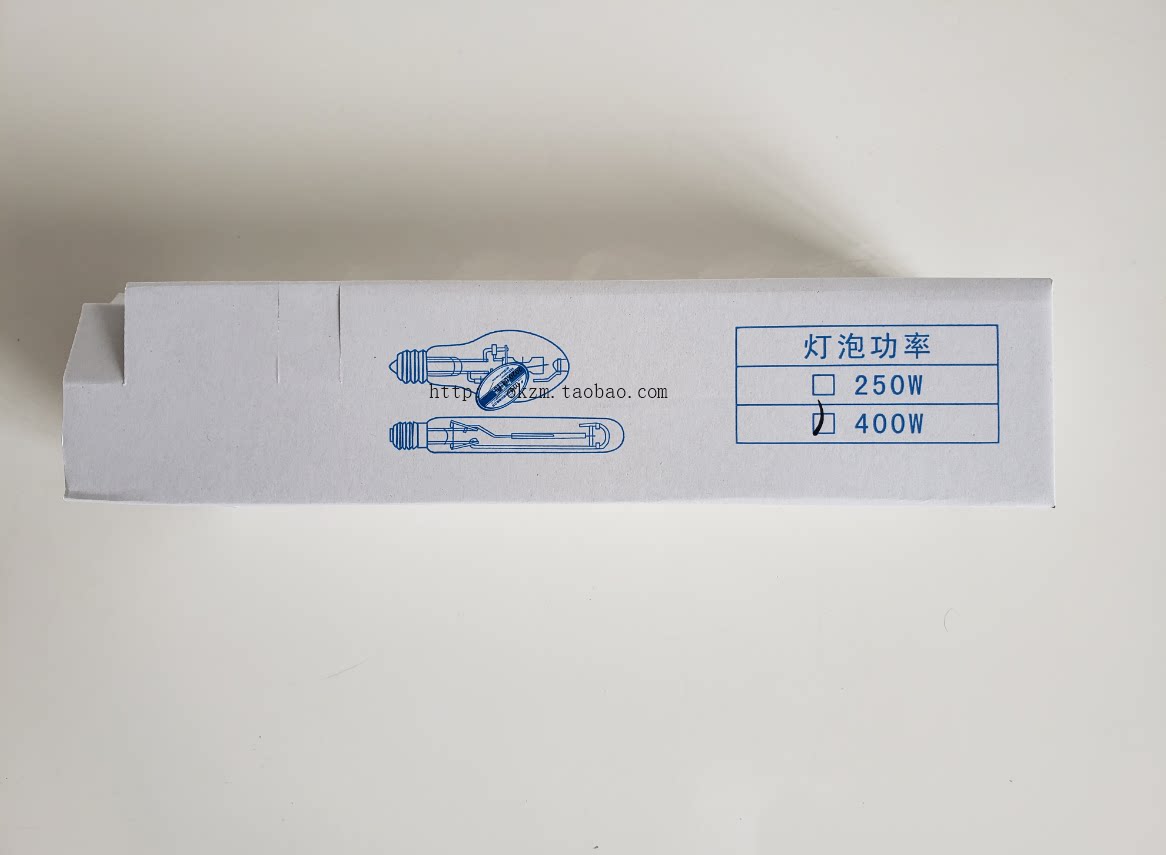 灯泡功率
□ 250W
□ 400W
http://okzm.taobao.com